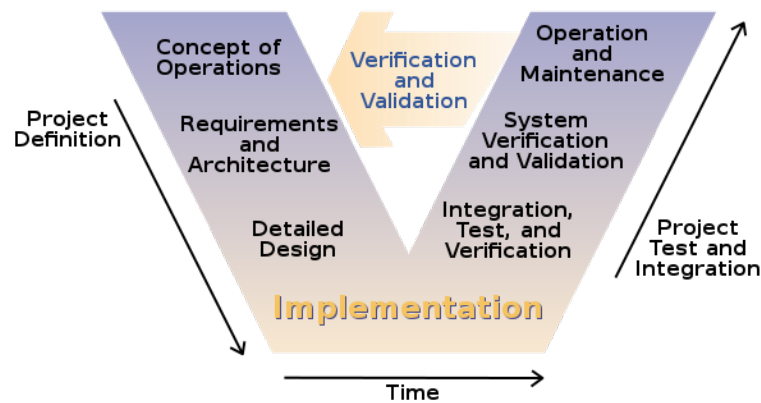 Concept of
Operations
Verification
and
Validation
Operation
and
Maintenance
Project
Definition
Requirements
and
Architecture
System
Verification
and Validation
Detailed
Design
Integration,
Test, and
Verification
Project
Test and
Integration
Implementation
Time